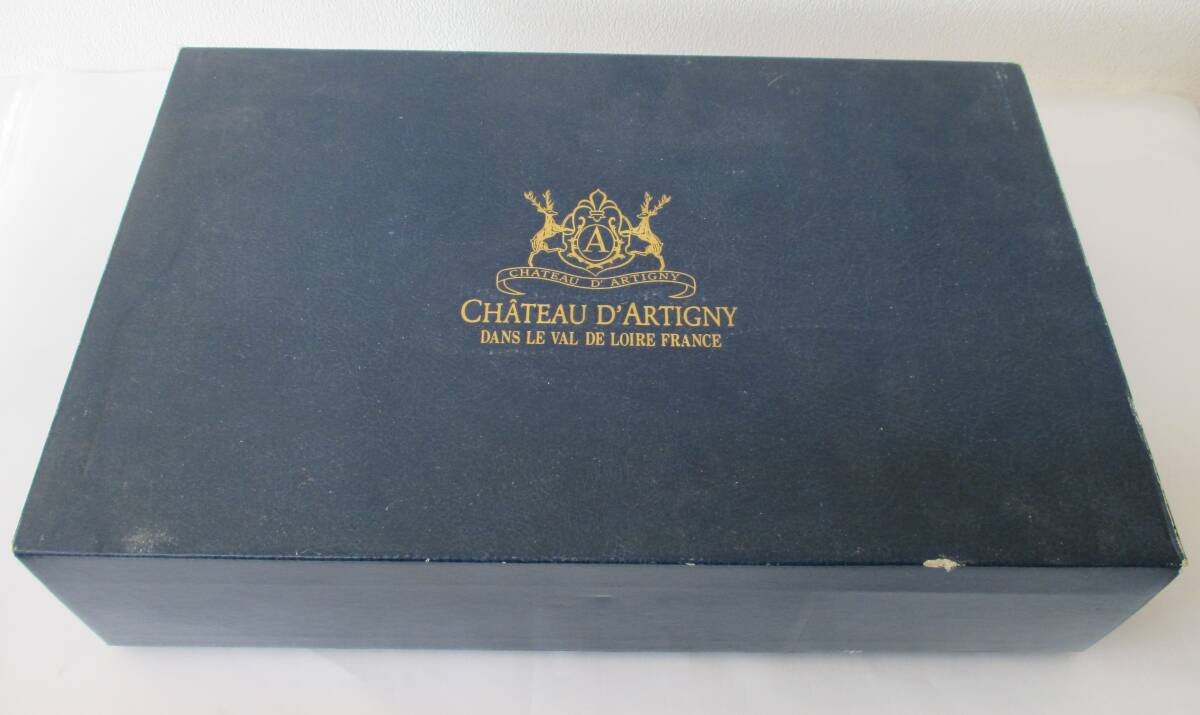 A
CHATEAU D' ARTIGNY
CHÂTEAU D'ARTIGNY
DANS LE VAL DE LOIRE FRANCE